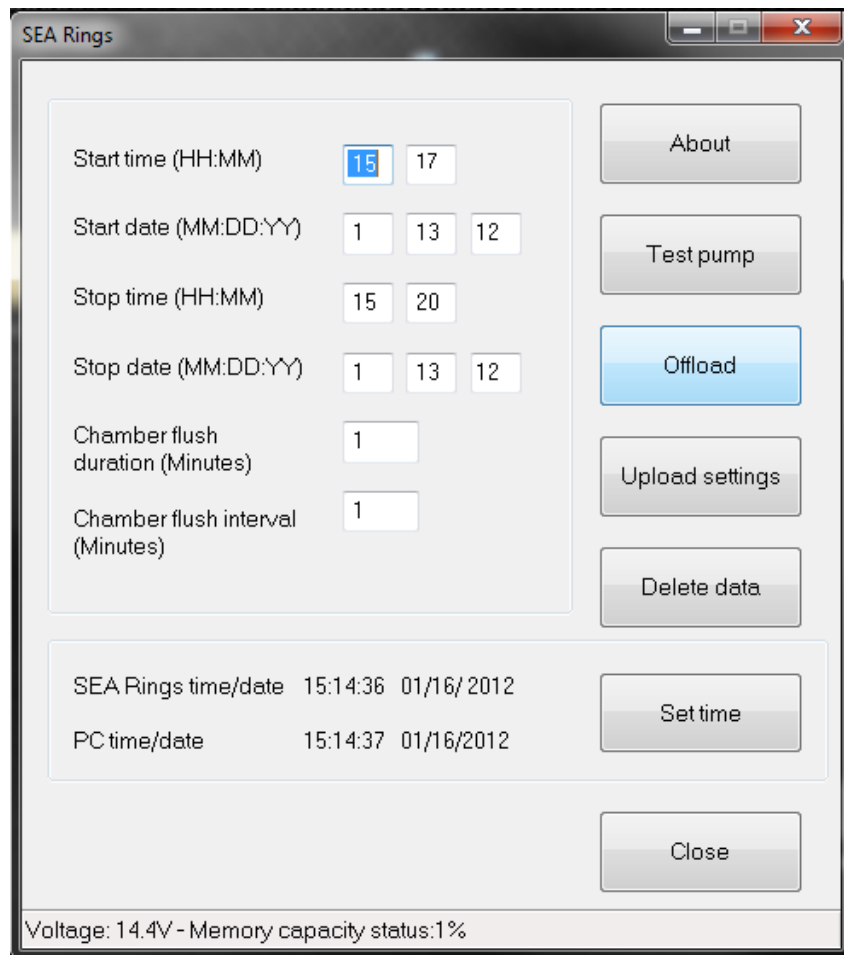 SEA Rings
Start time (HH:MM) 15 17
Start date (MM:DD:YY) 1 13 12
Stop time (HH:MM) 15 20
Stop date (MM:DD:YY) 1 13 12
Chamber flush
duration (Minutes) 1
Chamber flush interval 1
(Minutes)
About
Test pump
Offload
Upload settings
Delete data
SEA Rings time/date 15:14:36 01/16/ 2012
PC time/date 15:14:37 01/16/2012
Set time
Close
Voltage: 14.4V - Memory capacity status:1%